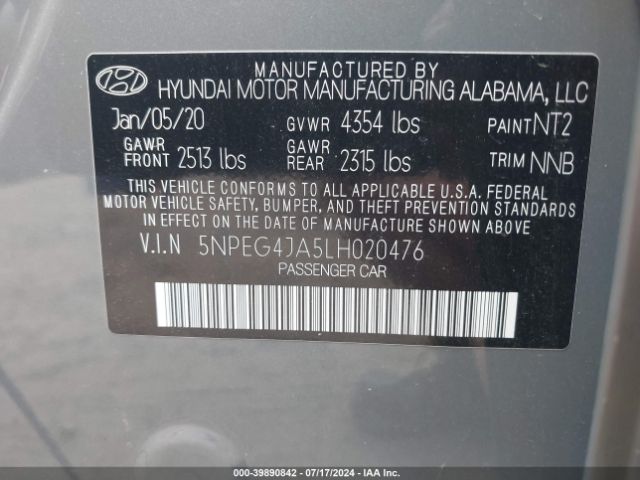 MANUFACTURED BY
HYUNDAI MOTOR MANUFACTURING ALABAMA, LLC
Jan/05/20 GVWR 4354 lbs PAINT NT2
GAWR FRONT 2513 lbs GAWR REAR 2315 lbs TRIM NNB
THIS VEHICLE CONFORMS TO ALL APPLICABLE U.S.A. FEDERAL
MOTOR VEHICLE SAFETY, BUMPER, AND THEFT PREVENTION STANDARDS
IN EFFECT ON THE DATE OF MANUFACTURE SHOWN ABOVE.
V.I.N 5NPEG4JA5LH020476
PASSENGER CAR
000-39890842 - 07/17/2024 - IAA Inc.